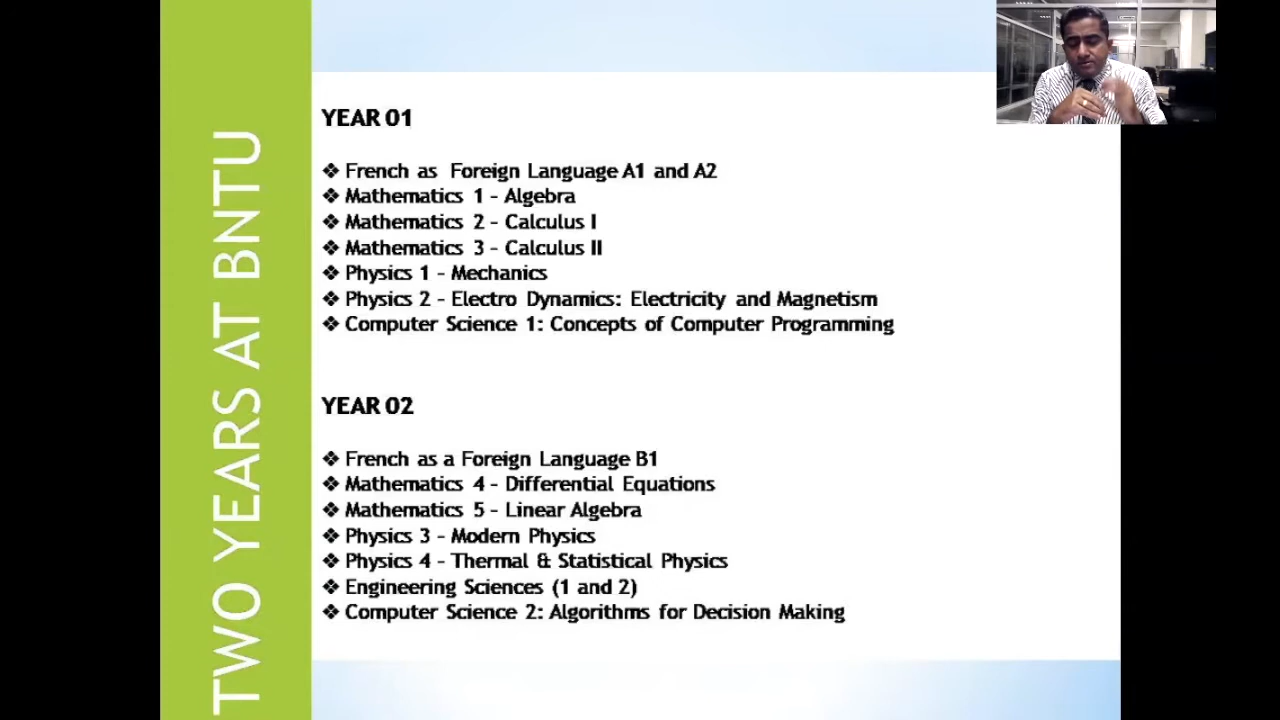 TWO YEARS AT BNTU
YEAR 01
❖ French as Foreign Language A1 and A2
❖ Mathematics 1 - Algebra
❖ Mathematics 2 - Calculus I
❖ Mathematics 3 - Calculus II
❖ Physics 1 - Mechanics
❖ Physics 2 - Electro Dynamics: Electricity and Magnetism
❖ Computer Science 1: Concepts of Computer Programming
YEAR 02
❖ French as a Foreign Language B1
❖ Mathematics 4 - Differential Equations
❖ Mathematics 5 - Linear Algebra
❖ Physics 3 - Modern Physics
❖ Physics 4 - Thermal & Statistical Physics
❖ Engineering Sciences (1 and 2)
❖ Computer Science 2: Algorithms for Decision Making